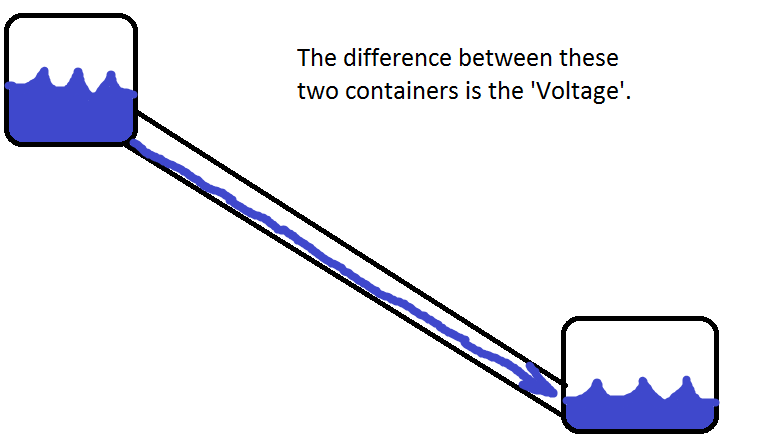 The difference between these
two containers is the 'Voltage'.